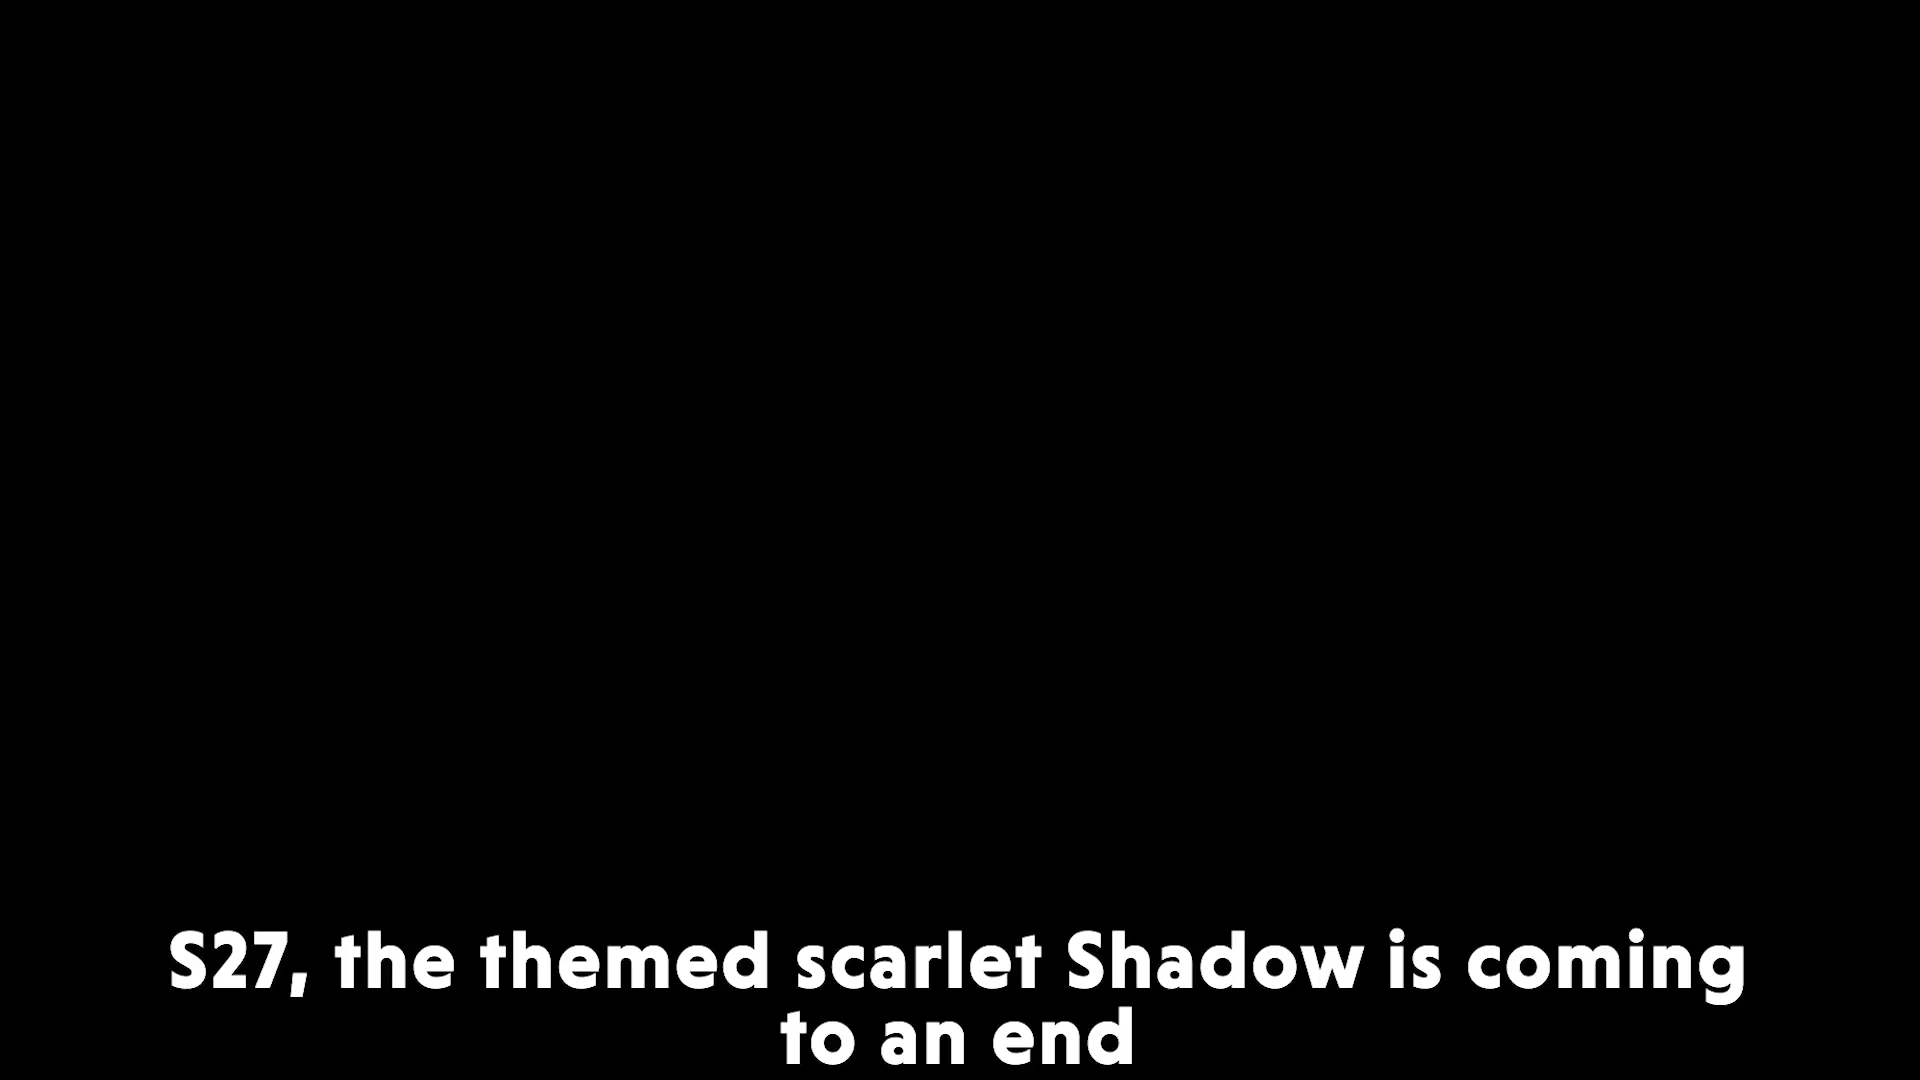 S27, the themed scarlet Shadow is coming
to an end